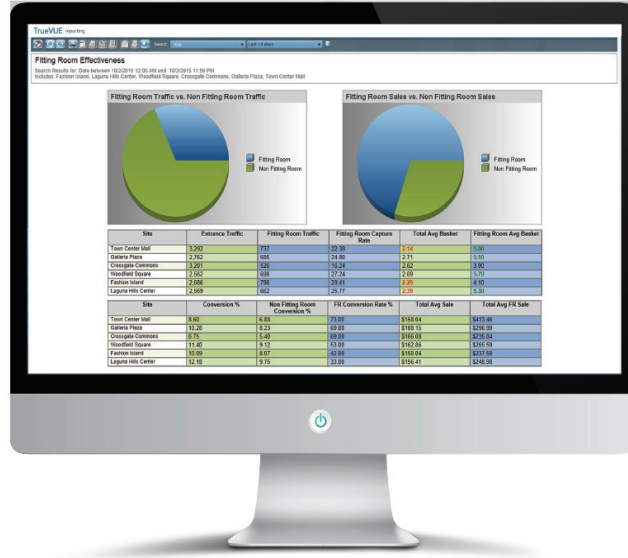 TrueVUE reporting
Search
Last 13 days
Fitting Room Effectiveness
Search Results for: Date between 10/2/2015 12:00 AM and 10/2/2015 11:59 PM
Includes: Fashion Island, Laguna Hills Center, Woodfield Square, Crossgate Commons, Galleria Plaza, Town Center Mall
Fitting Room Traffic vs. Non Fitting Room Traffic
Fitting Room
Non Fitting Room
Fitting Room Sales vs. Non Fitting Room Sales
Fitting Room
Non Fitting Room
Site Entrance Traffic Fitting Room Traffic Fitting Room Capture Rate Total Avg Basket Fitting Room Avg Basket
Town Center Mall 3,292 737 22.39 2.14 5.00
Galleria Plaza 2,762 685 24.80 2.71 5.10
Crossgate Commons 3,201 520 16.24 2.62 3.90
Woodfield Square 2,562 698 27.24 2.69 5.70
Fashion Island 2,686 790 29.41 2.20 4.10
Laguna Hills Center 2,569 662 25.77 2.39 5.30
Site Conversion % Non Fitting Room Conversion % FR Conversion Rate % Total Avg Sale Total Avg FR Sale
Town Center Mall 8.60 6.88 73.00 $158.04 $413.46
Galleria Plaza 10.28 8.23 60.00 $180.15 $296.99
Crossgate Commons 6.75 5.40 69.00 $166.08 $235.84
Woodfield Square 11.40 9.12 53.00 $162.86 $265.59
Fashion Island 10.09 8.07 42.00 $160.04 $237.58
Laguna Hills Center 12.18 9.75 33.00 $156.41 $248.98